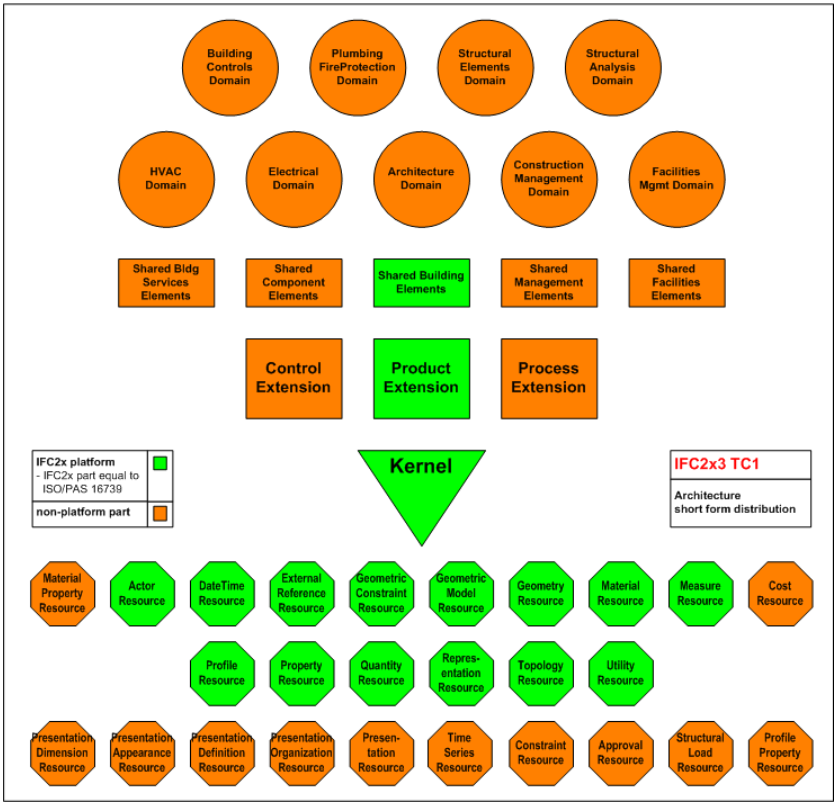 Building
Controls
Domain
Plumbing
FireProtection
Domain
Structural
Elements
Domain
Structural
Analysis
Domain
HVAC
Domain
Electrical
Domain
Architecture
Domain
Construction
Management
Domain
Facilities
Mgmt Domain
Shared Bldg
Services
Elements
Shared
Component
Elements
Shared Building
Elements
Shared
Management
Elements
Shared
Facilities
Elements
Control
Extension
Product
Extension
Process
Extension
IFC2x platform
- IFC2x part equal to
ISO/PAS 16739
non-platform part
Kernel
IFC2x3 TC1
Architecture
short form distribution
Material
Property
Resource
Actor
Resource
DateTime
Resource
External
Reference
Resource
Geometric
Constraint
Resource
Geometric
Model
Resource
Geometry
Resource
Material
Resource
Measure
Resource
Cost
Resource
Profile
Resource
Property
Resource
Quantity
Resource
Repres-
entation
Resource
Topology
Resource
Utility
Resource
Presentation
Dimension
Resource
Presentation
Appearance
Resource
Presentation
Definition
Resource
Presentation
Organization
Resource
Presen-
tation
Resource
Time
Series
Resource
Constraint
Resource
Approval
Resource
Structural
Load
Resource
Profile
Property
Resource